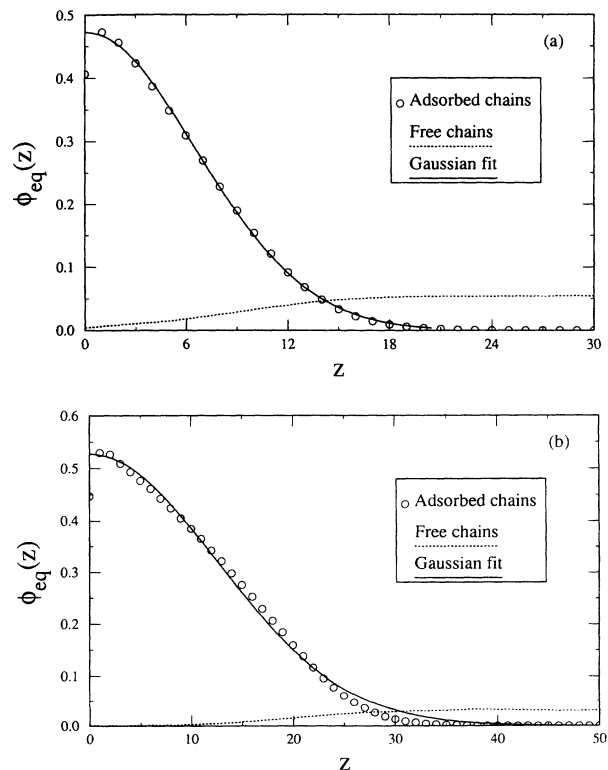 0.5
(a)
0.4
Adsorbed chains
Free chains
0.3
Gaussian fit
ϕeq(z)
0.2
0.1
0.0
0
6
12
18
24
30
z
0.6
(b)
0.5
Adsorbed chains
0.4
Free chains
Gaussian fit
0.3
ϕeq(z)
0.2
0.1
0.0
0
10
20
30
40
50
z